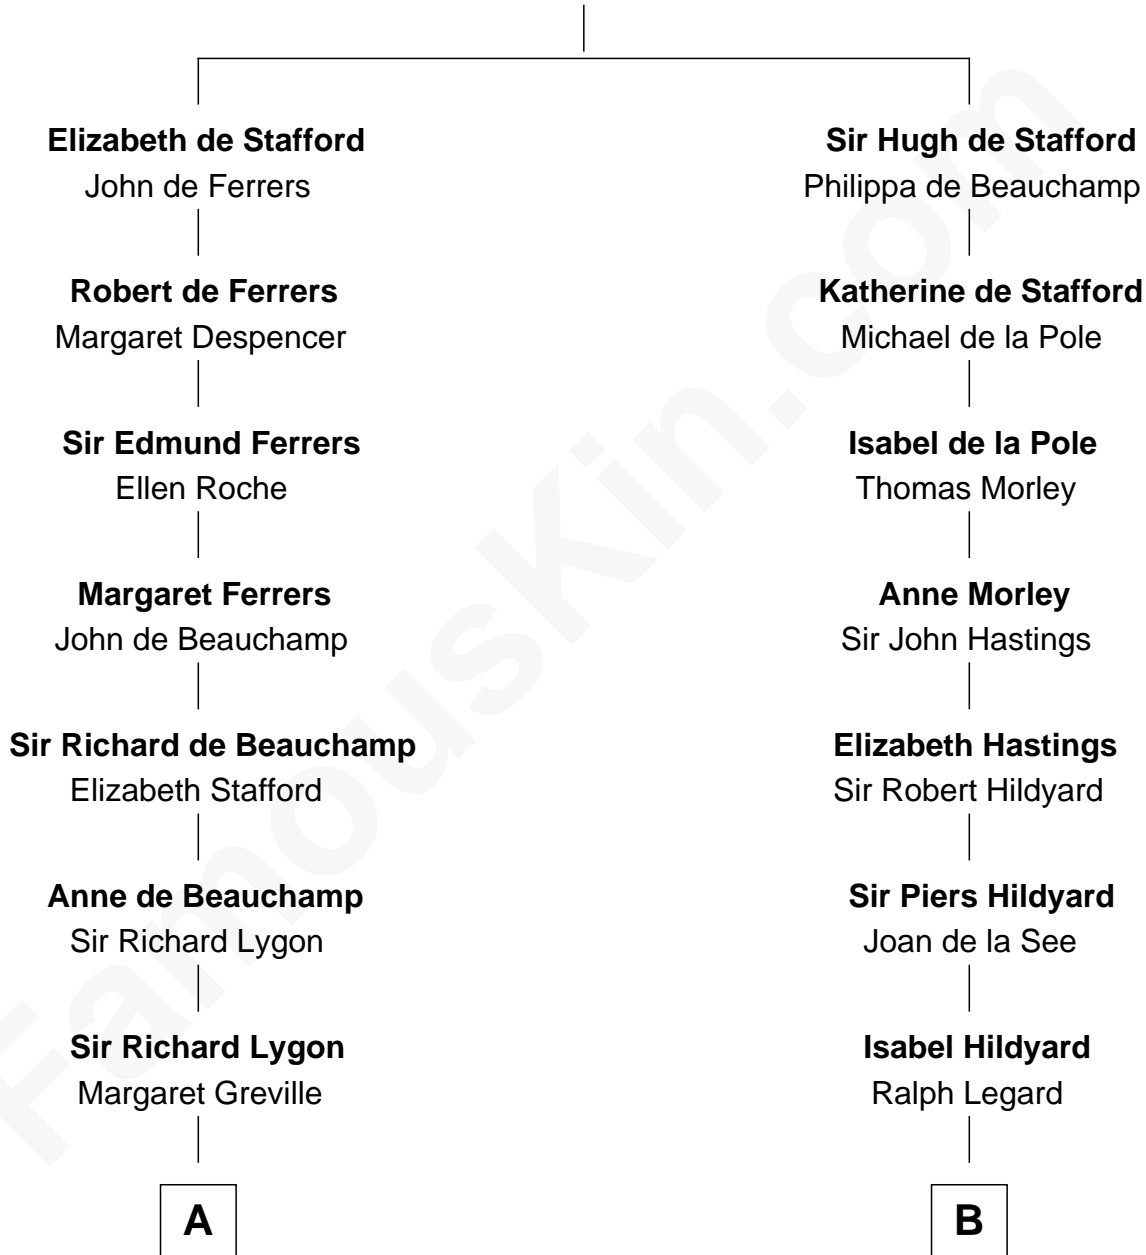 Elizabeth de Stafford
John de Ferrers
Robert de Ferrers
Margaret Despencer
Sir Edmund Ferrers
Ellen Roche
Margaret Ferrers
John de Beauchamp
Sir Richard de Beauchamp
Elizabeth Stafford
Anne de Beauchamp
Sir Richard Lygon
Sir Richard Lygon
Margaret Greville
A
Sir Hugh de Stafford
Philippa de Beauchamp
Katherine de Stafford
Michael de la Pole
Isabel de la Pole
Thomas Morley
Anne Morley
Sir John Hastings
Elizabeth Hastings
Sir Robert Hildyard
Sir Piers Hildyard
Joan de la See
Isabel Hildyard
Ralph Legard
B
FamousKin.com